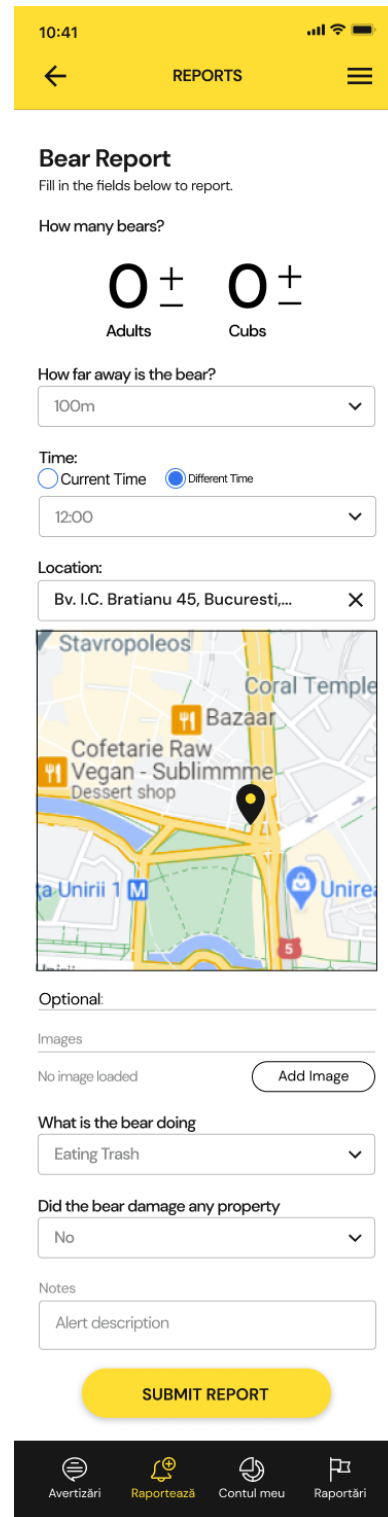 10:41
REPORTS
Bear Report
Fill in the fields below to report.
How many bears?
0 + − 0 + −
Adults Cubs
How far away is the bear?
100m
Time:
Current Time Different Time
12:00
Location:
Bv. I.C. Bratianu 45, Bucuresti,...
Stavropoleos
Coral Temple
Bazaar
Cofetarie Raw
Vegan - Sublimmme
Dessert shop
ța Unirii 1 M
Unirea
5
Optional:
Images
No image loaded Add Image
What is the bear doing
Eating Trash
Did the bear damage any property
No
Notes
Alert description
SUBMIT REPORT
Avertizări Raportează Contul meu Raportări